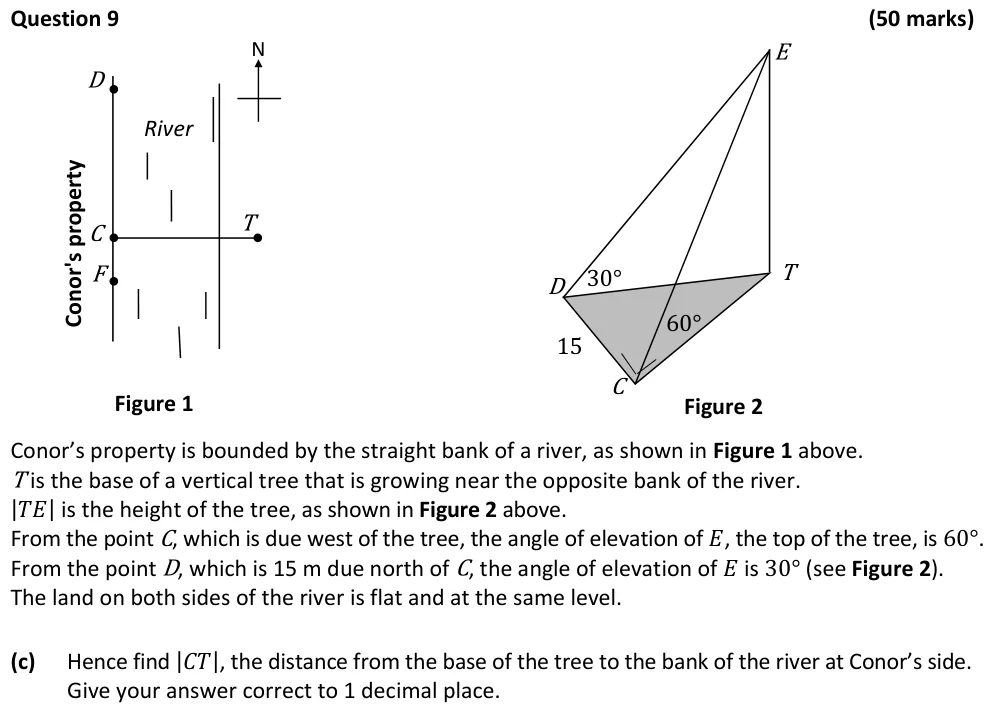 Question 9 (50 marks)
N
D
River
Conor's property
C
T
F
Figure 1
E
D
30°
T
60°
15
C
Figure 2
Conor’s property is bounded by the straight bank of a river, as shown in Figure 1 above.
T is the base of a vertical tree that is growing near the opposite bank of the river.
|TE| is the height of the tree, as shown in Figure 2 above.
From the point C, which is due west of the tree, the angle of elevation of E, the top of the tree, is 60°.
From the point D, which is 15 m due north of C, the angle of elevation of E is 30° (see Figure 2).
The land on both sides of the river is flat and at the same level.
(c) Hence find |CT|, the distance from the base of the tree to the bank of the river at Conor’s side.
Give your answer correct to 1 decimal place.